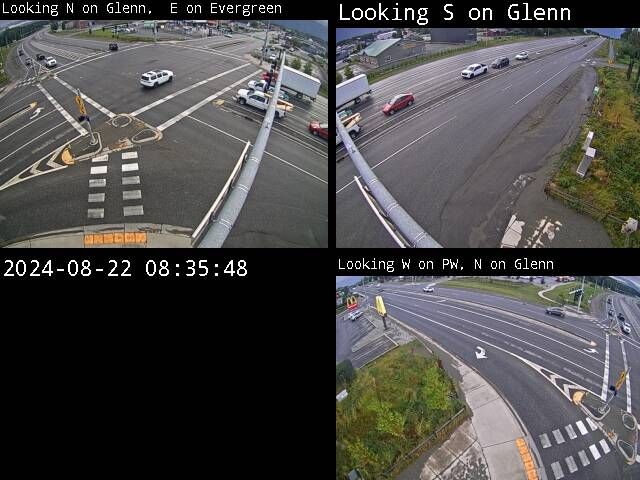 Looking N on Glenn,  E on Evergreen
Looking S on Glenn
2024-08-22 08:35:48
Looking W on PW, N on Glenn